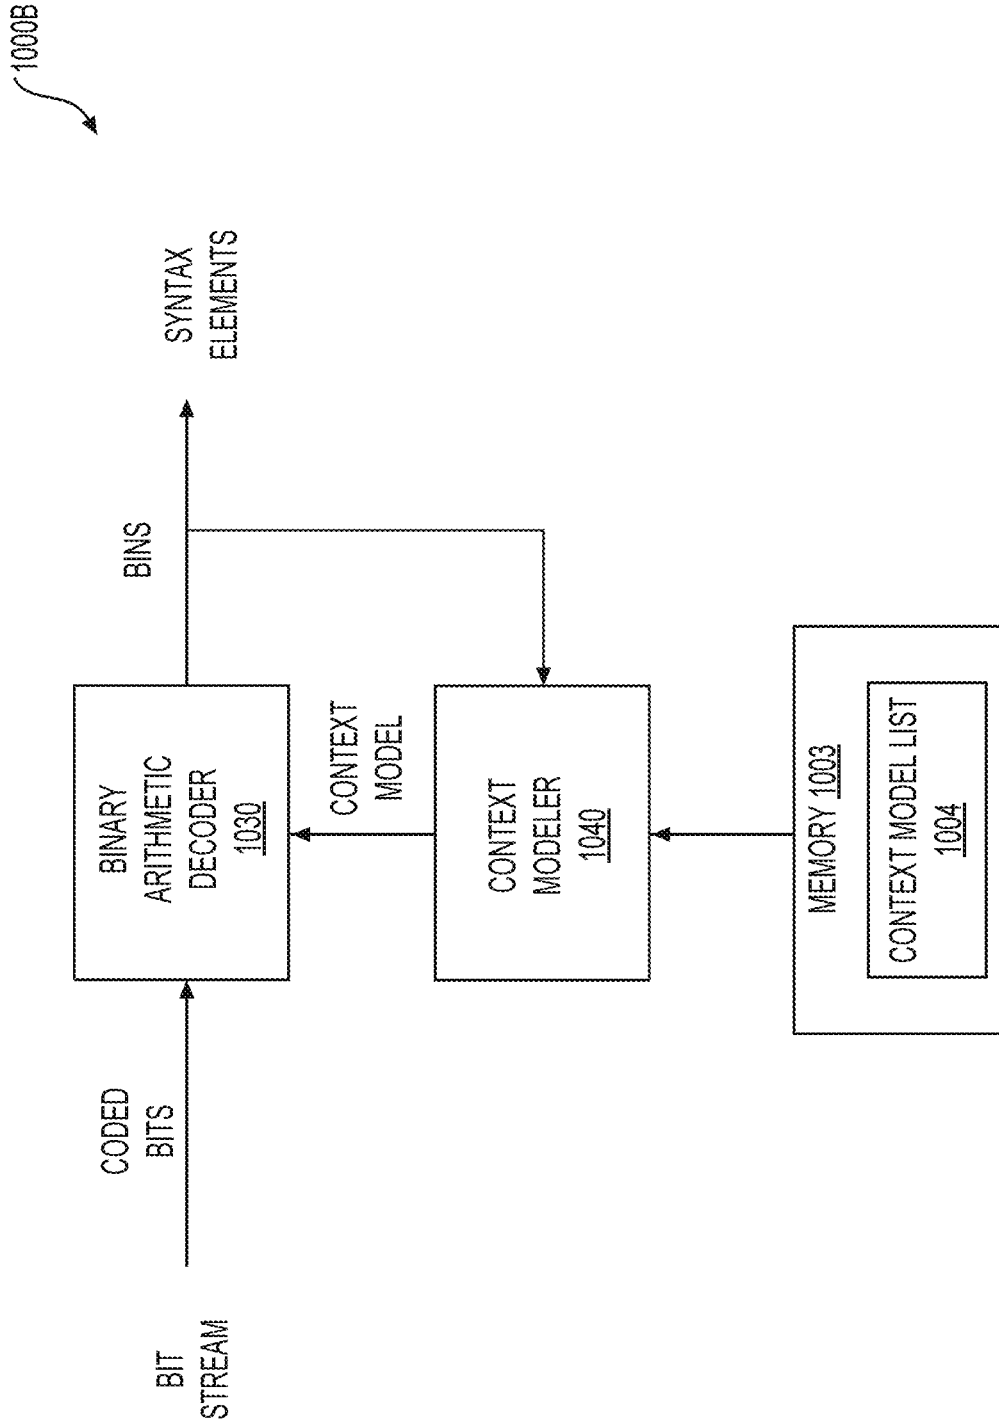 1000B
BIT
STREAM
CODED
BITS
BINARY
ARITHMETIC
DECODER
1030
BINS
SYNTAX
ELEMENTS
CONTEXT
MODEL
CONTEXT
MODELER
1040
MEMORY 1003
CONTEXT MODEL LIST
1004